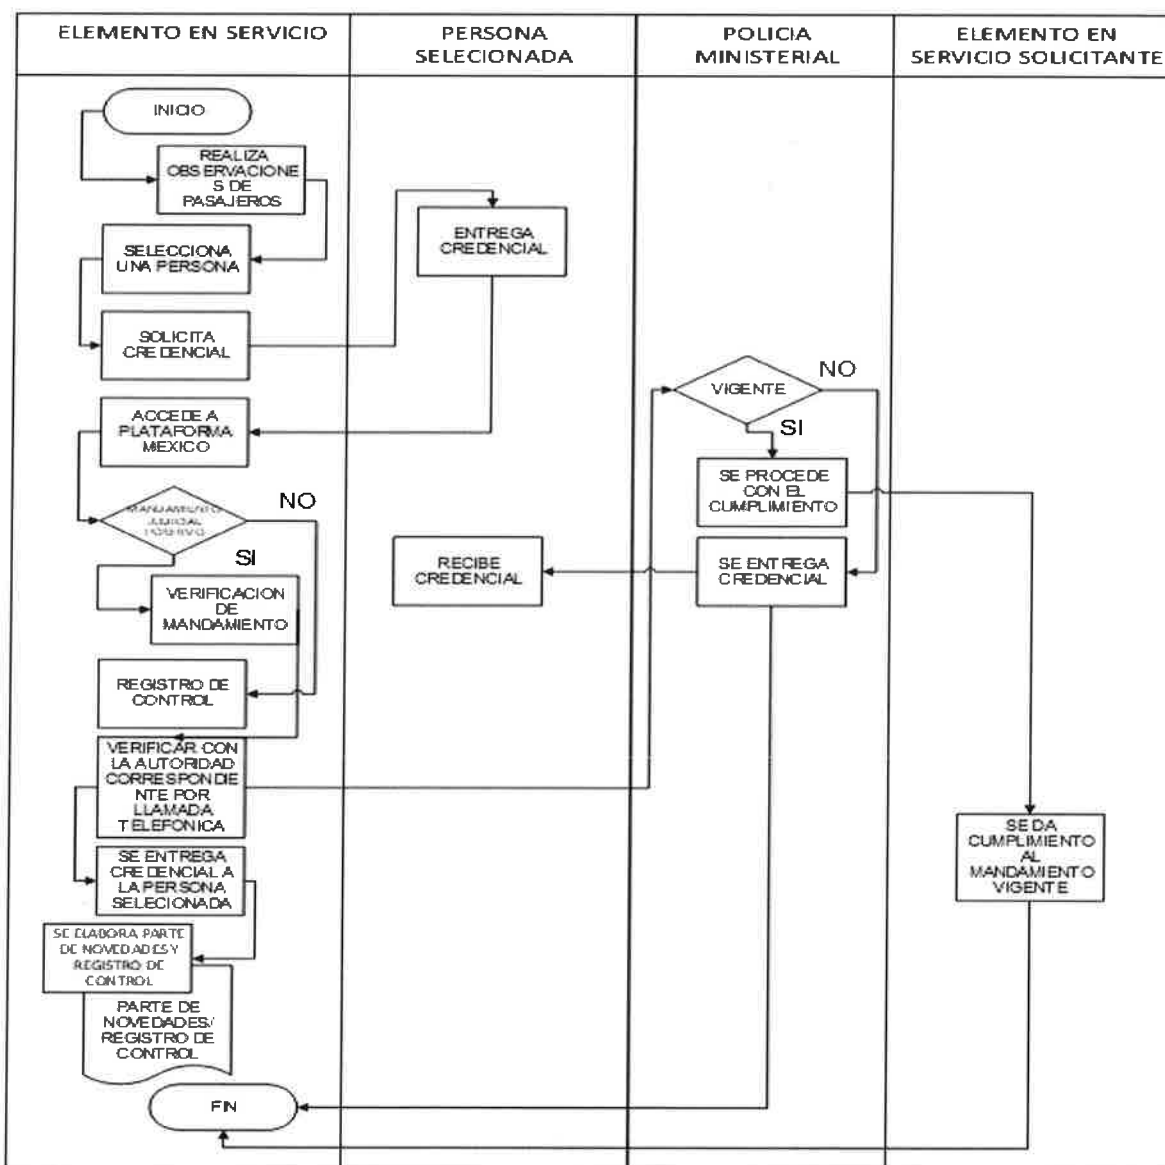 ELEMENTO EN SERVICIO
PERSONA
SELECIONADA
POLICIA
MINISTERIAL
ELEMENTO EN
SERVICIO SOLICITANTE
INICIO
REALIZA
OBSERVACIONE
S DE
PASAJEROS
SELECCIONA
UNA PERSONA
SOLICITA
CREDENCIAL
ENTREGA
CREDENCIAL
ACCEDE A
PLATAFORMA
MEXICO
MANDAMIENTO
JUDICIAL
POSITIVO
NO
SI
VERIFICACION
DE
MANDAMIENTO
REGISTRO DE
CONTROL
VERIFICAR CON
LA AUTORIDAD
CORRESPONDIE
NTE POR
LLAMADA
TELEFONICA
VIGENTE
NO
SI
SE PROCEDE
CON EL
CUMPLIMIENTO
SE ENTREGA
CREDENCIAL
RECIBE
CREDENCIAL
SE DA
CUMPLIMIENTO
AL
MANDAMIENTO
VIGENTE
SE ENTREGA
CREDENCIAL A
LA PERSONA
SELECIONADA
SE ELABORA PARTE
DE NOVEDADES Y
REGISTRO DE
CONTROL
PARTE DE
NOVEDADES/
REGISTRO DE
CONTROL
FIN